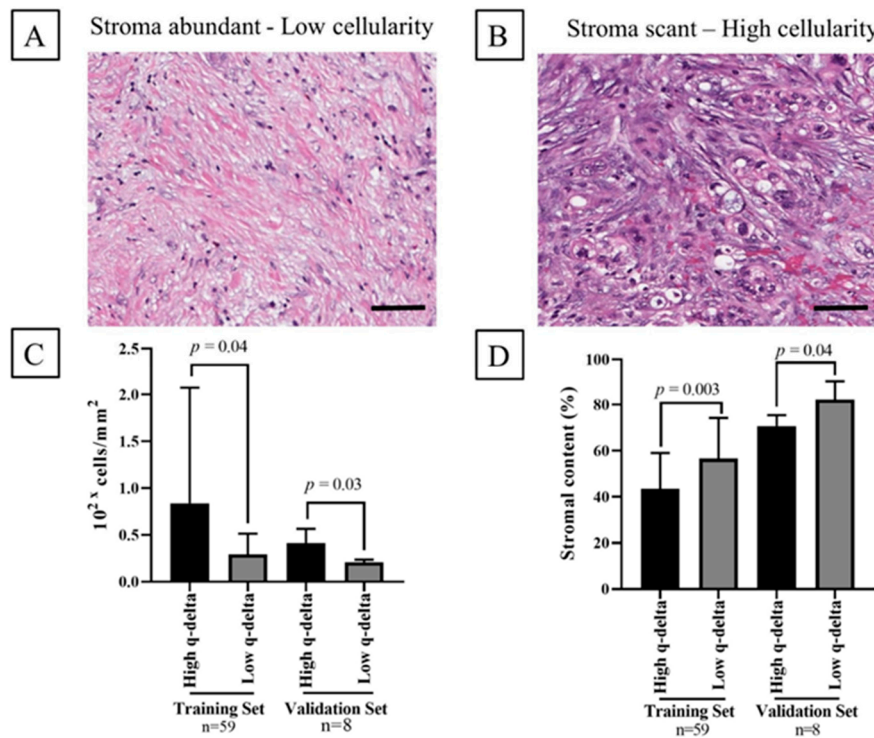 A
Stroma abundant - Low cellularity
B
Stroma scant – High cellularity
C
10² ˣ cells/mm²
2.5
2.0
1.5
1.0
0.5
0.0
p = 0.04
p = 0.03
High q-delta
Low q-delta
High q-delta
Low q-delta
Training Set
n=59
Validation Set
n=8
D
Stromal content (%)
100
80
60
40
20
0
p = 0.003
p = 0.04
High q-delta
Low q-delta
High q-delta
Low q-delta
Training Set
n=59
Validation Set
n=8